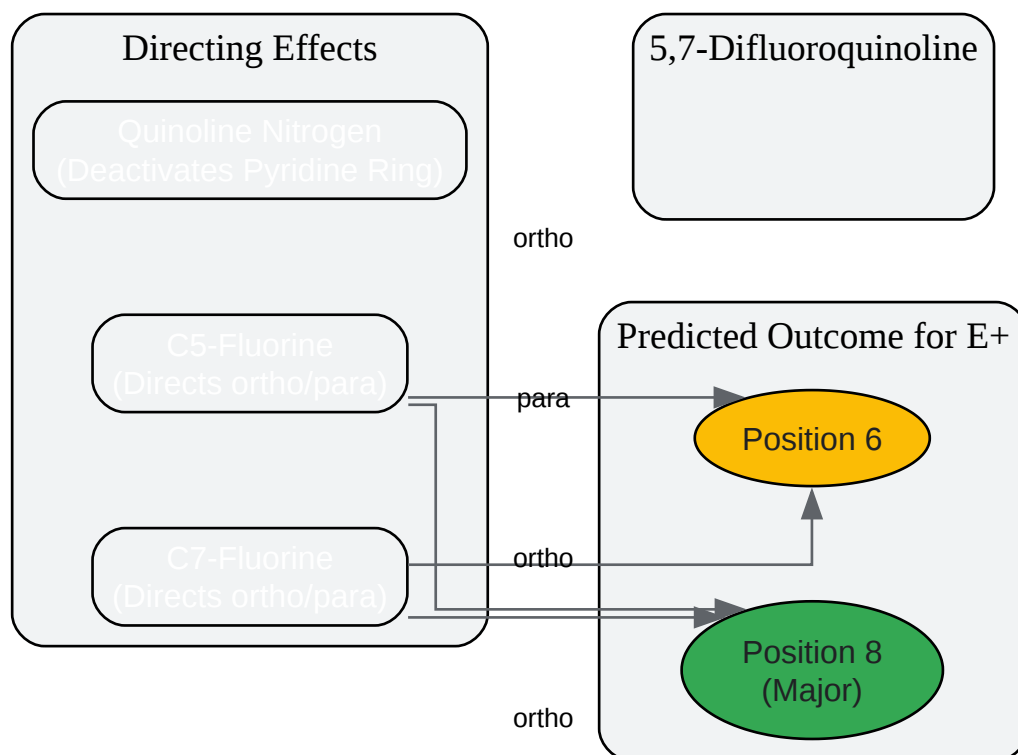 Directing Effects
Quinoline Nitrogen
(Deactivates Pyridine Ring)
C5-Fluorine
(Directs ortho/para)
C7-Fluorine
(Directs ortho/para)
ortho
para
ortho
ortho
5,7-Difluoroquinoline
Predicted Outcome for E+
Position 6
Position 8
(Major)